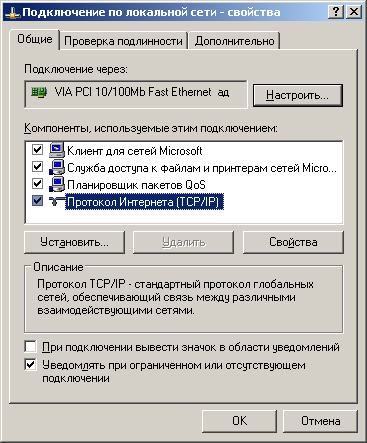 Подключение по локальной сети - свойства
Общие Проверка подлинности Дополнительно
Подключение через:
VIA PCI 10/100Mb Fast Ethernet ад
Настроить...
Компоненты, используемые этим подключением:
Клиент для сетей Microsoft
Служба доступа к файлам и принтерам сетей Micro...
Планировщик пакетов QoS
Протокол Интернета (TCP/IP)
Установить... Удалить Свойства
Описание
Протокол TCP/IP - стандартный протокол глобальных
сетей, обеспечивающий связь между различными
взаимодействующими сетями.
При подключении вывести значок в области уведомлений
Уведомлять при ограниченном или отсутствующем
подключении
OK Отмена